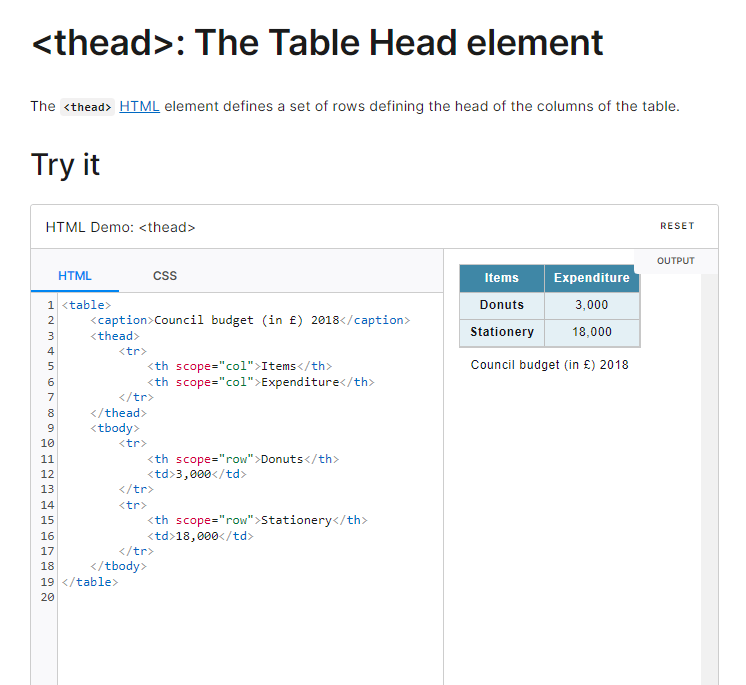 <thead>: The Table Head element
The <thead> HTML element defines a set of rows defining the head of the columns of the table.
Try it
HTML Demo: <thead>
RESET
HTML CSS
1 <table>
2     <caption>Council budget (in £) 2018</caption>
3     <thead>
4         <tr>
5             <th scope="col">Items</th>
6             <th scope="col">Expenditure</th>
7         </tr>
8     </thead>
9     <tbody>
10         <tr>
11             <th scope="row">Donuts</th>
12             <td>3,000</td>
13         </tr>
14         <tr>
15             <th scope="row">Stationery</th>
16             <td>18,000</td>
17         </tr>
18     </tbody>
19 </table>
20
OUTPUT
Items Expenditure
Donuts 3,000
Stationery 18,000
Council budget (in £) 2018